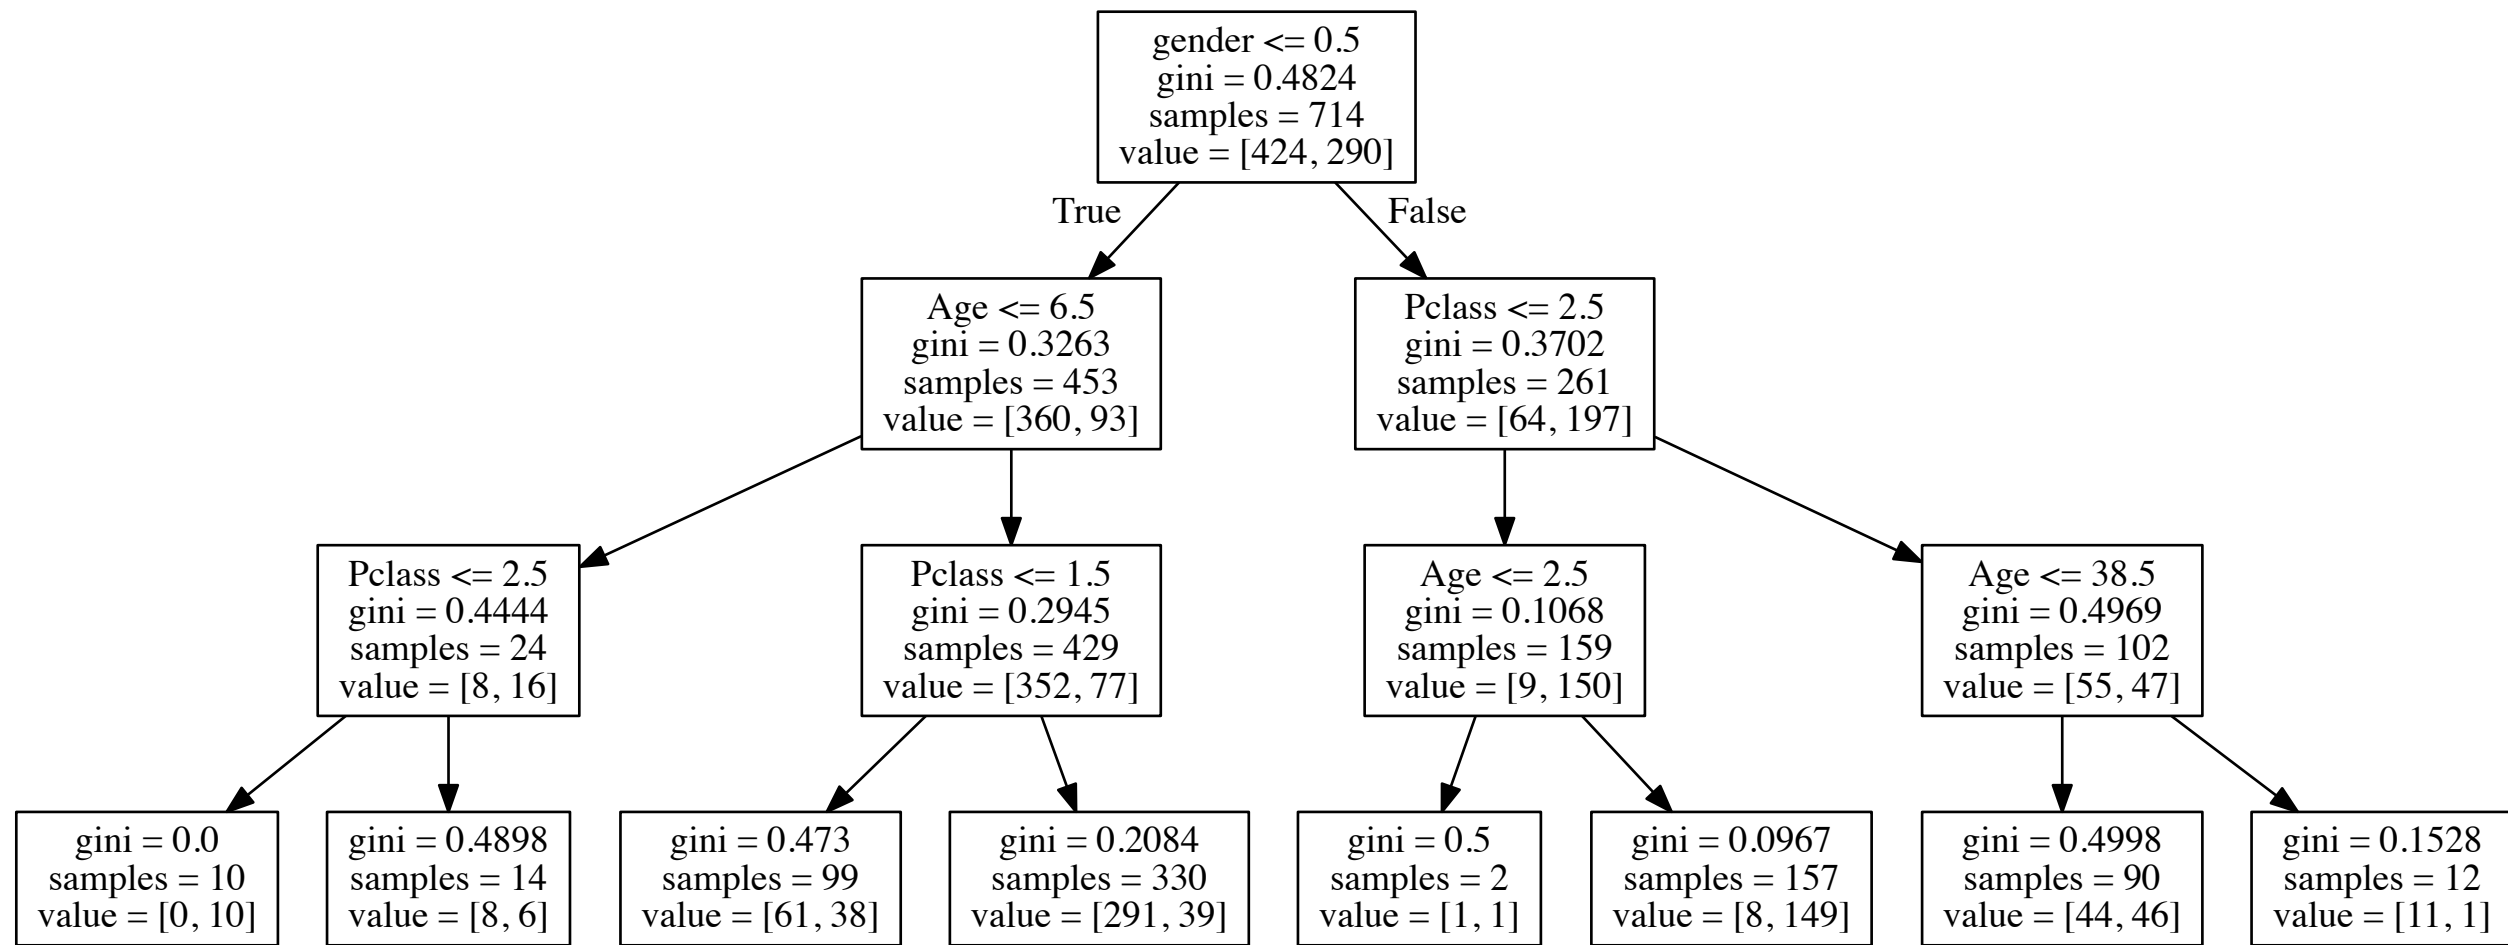 gender <= 0.5
gini = 0.4824
samples = 714
value = [424, 290]
True
False
Age <= 6.5
gini = 0.3263
samples = 453
value = [360, 93]
Pclass <= 2.5
gini = 0.3702
samples = 261
value = [64, 197]
Pclass <= 2.5
gini = 0.4444
samples = 24
value = [8, 16]
Pclass <= 1.5
gini = 0.2945
samples = 429
value = [352, 77]
Age <= 2.5
gini = 0.1068
samples = 159
value = [9, 150]
Age <= 38.5
gini = 0.4969
samples = 102
value = [55, 47]
gini = 0.0
samples = 10
value = [0, 10]
gini = 0.4898
samples = 14
value = [8, 6]
gini = 0.473
samples = 99
value = [61, 38]
gini = 0.2084
samples = 330
value = [291, 39]
gini = 0.5
samples = 2
value = [1, 1]
gini = 0.0967
samples = 157
value = [8, 149]
gini = 0.4998
samples = 90
value = [44, 46]
gini = 0.1528
samples = 12
value = [11, 1]